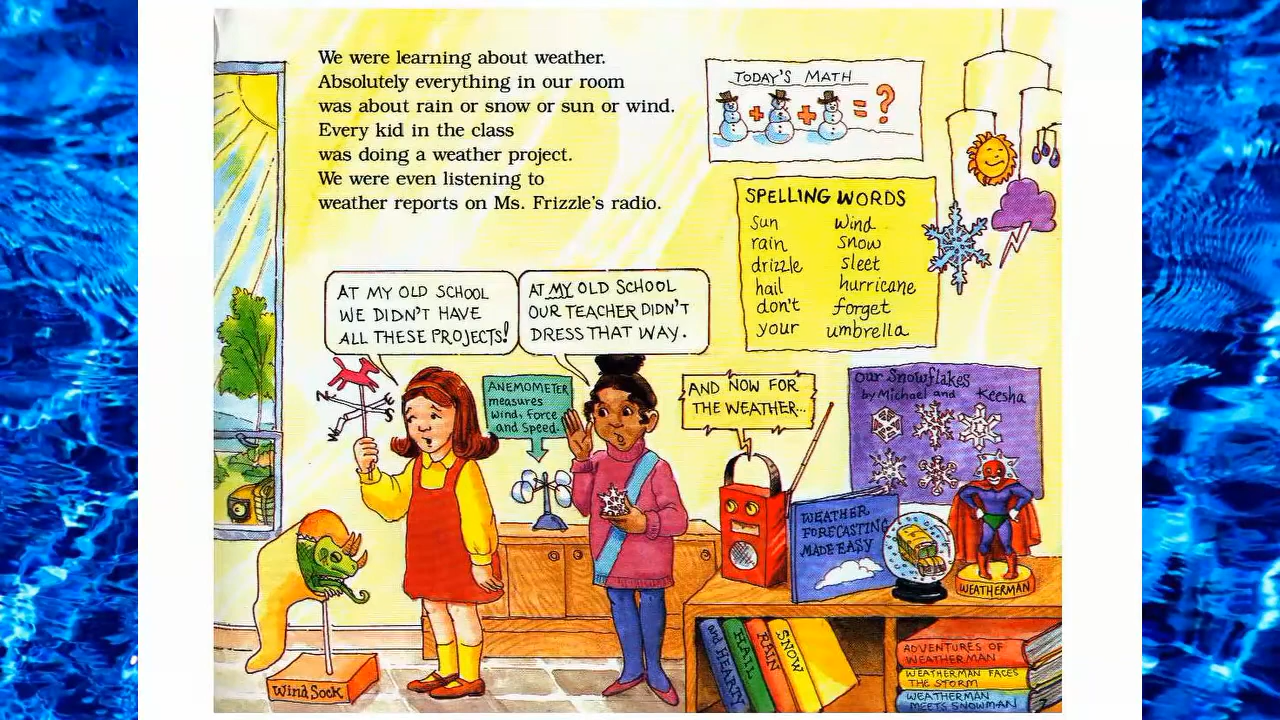 We were learning about weather.
Absolutely everything in our room
was about rain or snow or sun or wind.
Every kid in the class
was doing a weather project.
We were even listening to
weather reports on Ms. Frizzle's radio.
TODAY'S MATH
+ + = ?
SPELLING WORDS
Sun wind
rain snow
drizzle sleet
hail hurricane
don't forget
your umbrella
AT MY OLD SCHOOL
WE DIDN'T HAVE
ALL THESE PROJECTS!
AT MY OLD SCHOOL
OUR TEACHER DIDN'T
DRESS THAT WAY.
N
E
S
W
ANEMOMETER
measures
wind, force
and Speed.
AND NOW FOR
THE WEATHER...
Our Snowflakes
by Michael and Keesha
WEATHER
FORECASTING
MADE EASY
WEATHERMAN
Wind Sock
and HEARTY
HAIL
RAIN
SNOW
ADVENTURES OF
WEATHERMAN
WEATHERMAN FACES
THE STORM
WEATHERMAN
MEETS SNOWMAN